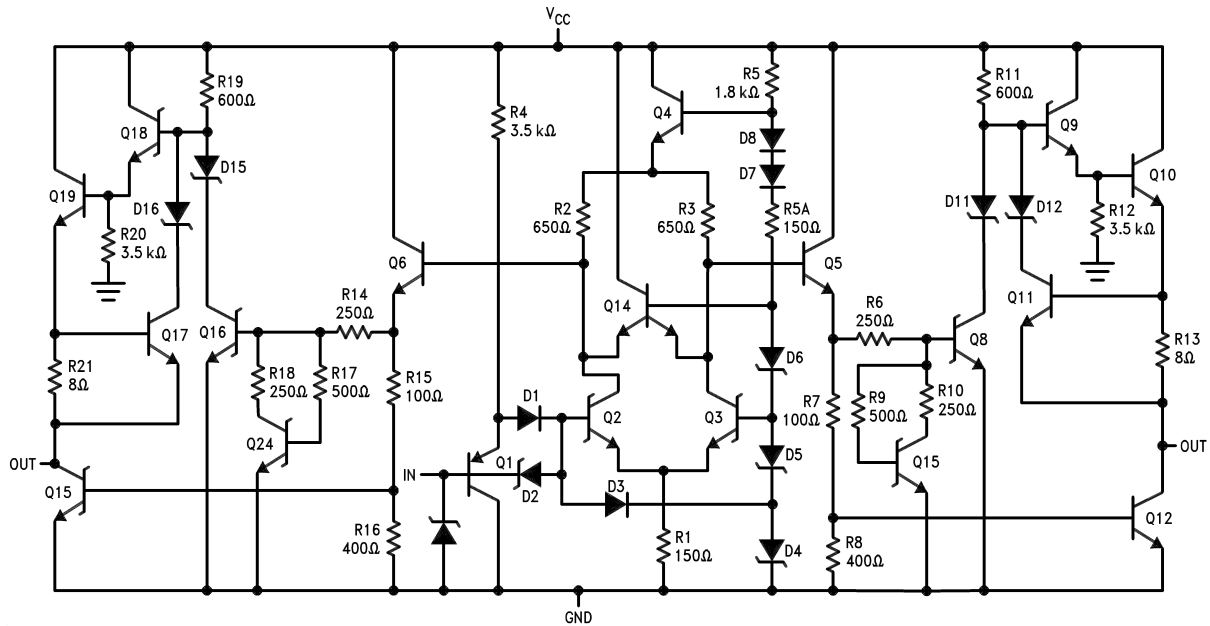 VCC
R19
600Ω
Q18
D15
Q19
D16
R20
3.5 kΩ
Q17
Q16
R14
250Ω
R21
8Ω
R18
250Ω
R17
500Ω
R15
100Ω
Q24
OUT
Q15
R16
400Ω
Q6
R4
3.5 kΩ
Q4
R5
1.8 kΩ
D8
D7
R2
650Ω
R3
650Ω
R5A
150Ω
Q14
Q5
D6
D1
Q2
Q3
IN
Q1
D2
D3
D5
R1
150Ω
D4
GND
R7
100Ω
R6
250Ω
R9
500Ω
R10
250Ω
Q15
R8
400Ω
Q8
R11
600Ω
Q9
D11
D12
R12
3.5 kΩ
Q10
Q11
R13
8Ω
OUT
Q12